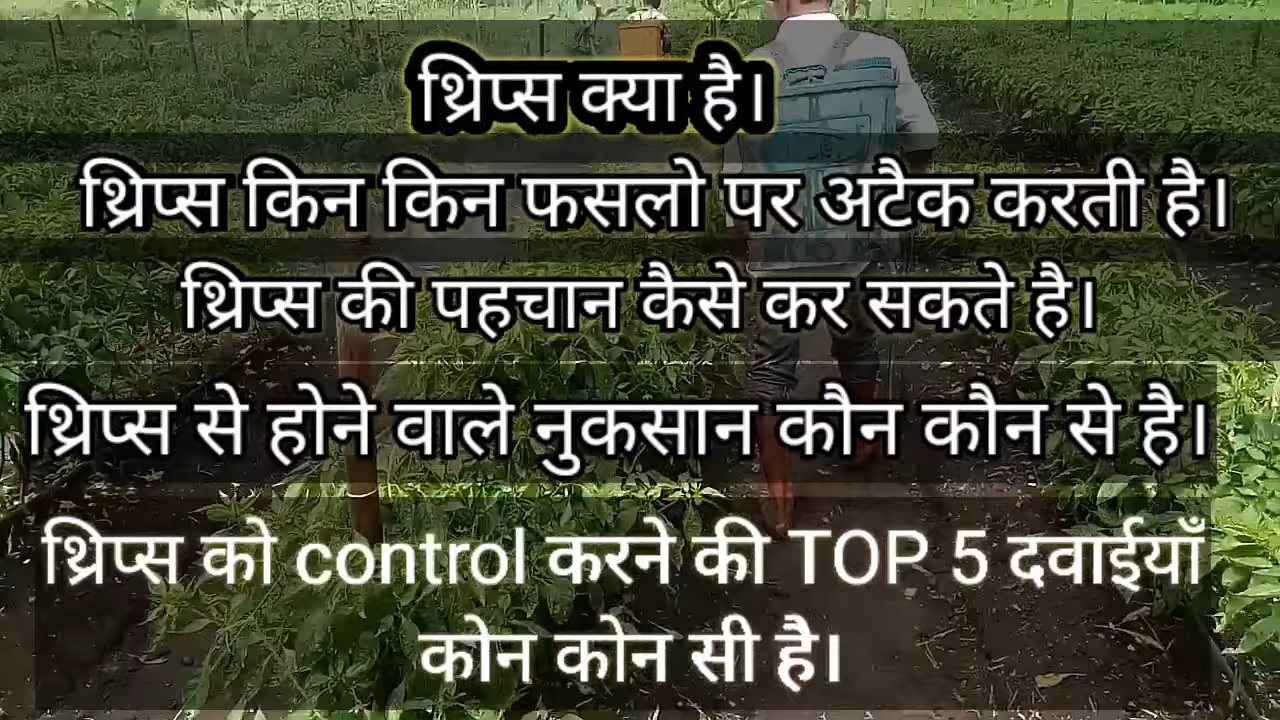 थ्रिप्स क्या है।
थ्रिप्स किन किन फसलो पर अटैक करती है।
थ्रिप्स की पहचान कैसे कर सकते है।
थ्रिप्स से होने वाले नुकसान कौन कौन से है।
थ्रिप्स को control करने की TOP 5 दवाईयाँ
कोन कोन सी है।